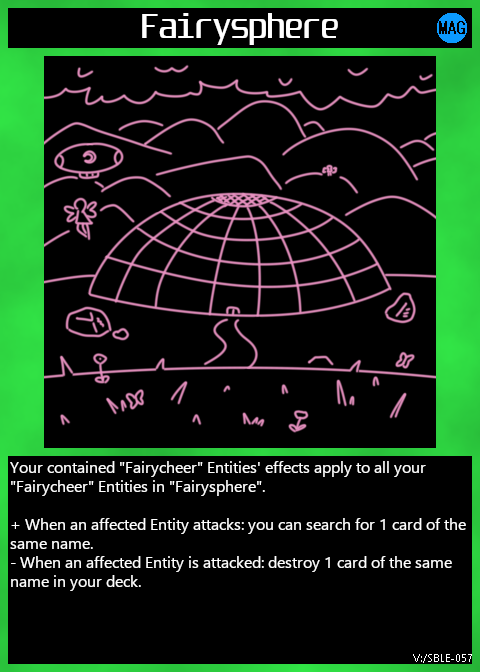 Fairysphere
MAG
Your contained "Fairycheer" Entities' effects apply to all your
"Fairycheer" Entities in "Fairysphere".
+ When an affected Entity attacks: you can search for 1 card of the
same name.
- When an affected Entity is attacked: destroy 1 card of the same
name in your deck.
V:/SBLE-057